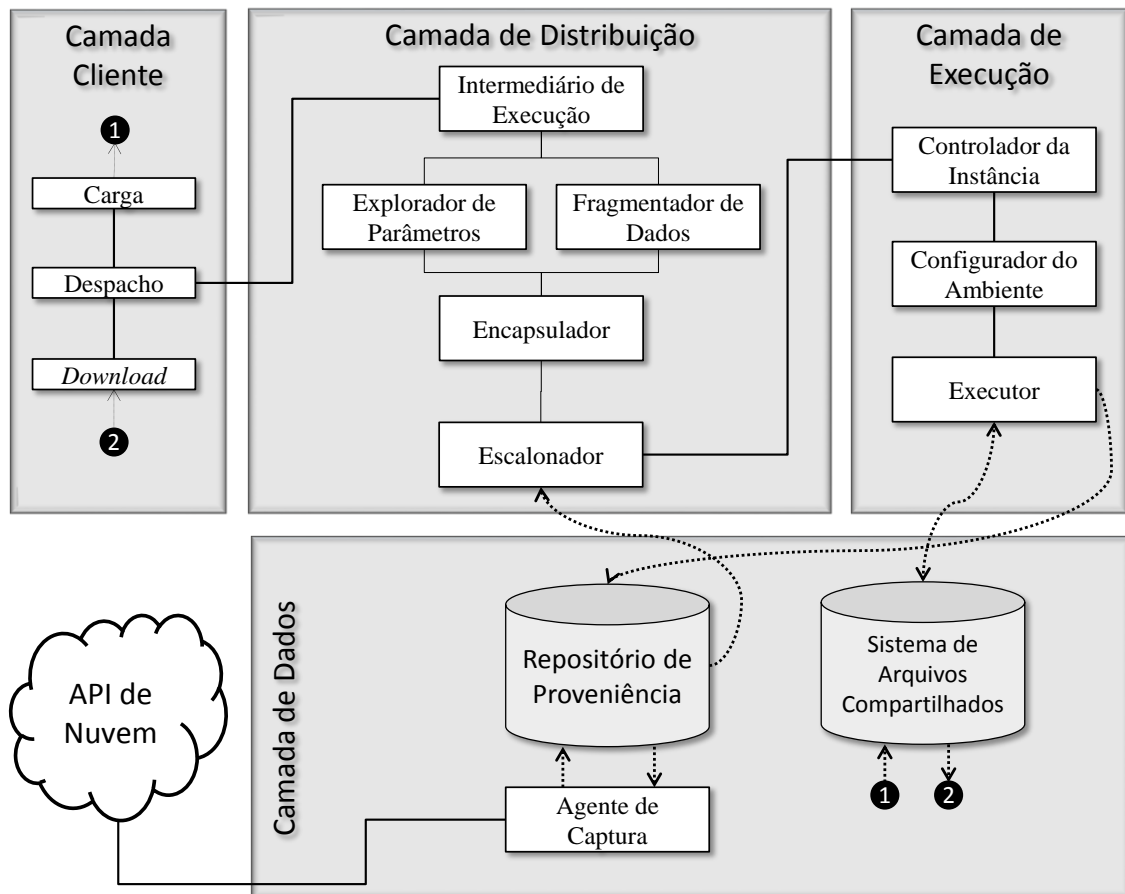 Camada
Cliente
1
Carga
Despacho
Download
2
Camada de Distribuição
Intermediário de
Execução
Explorador de
Parâmetros
Fragmentador de
Dados
Encapsulador
Escalonador
Camada de
Execução
Controlador da
Instância
Configurador do
Ambiente
Executor
API de
Nuvem
Camada de Dados
Repositório de
Proveniência
Agente de
Captura
Sistema de
Arquivos
Compartilhados
1
2